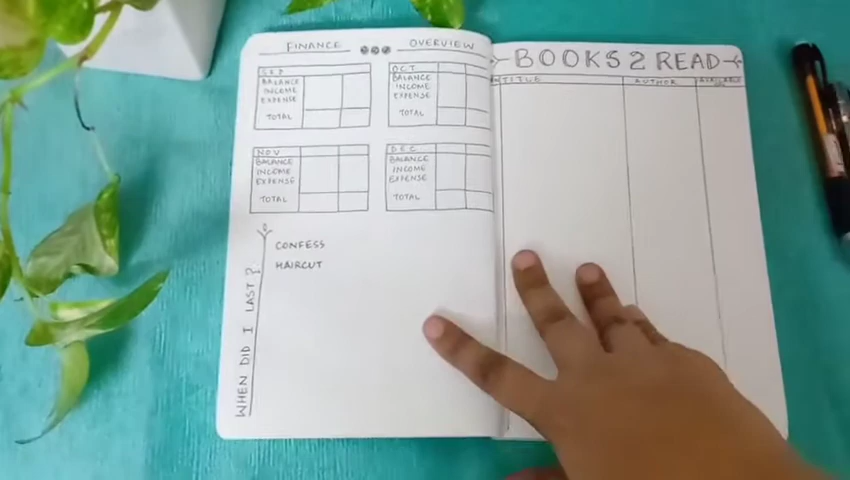 FINANCE OVERVIEW
SEP
BALANCE
INCOME
EXPENSE
TOTAL
OCT
BALANCE
INCOME
EXPENSE
TOTAL
NOV
BALANCE
INCOME
EXPENSE
TOTAL
DEC
BALANCE
INCOME
EXPENSE
TOTAL
WHEN DID I LAST?
CONFESS
HAIRCUT
BOOKS 2 READ
TITLE AUTHOR AVAILABLE